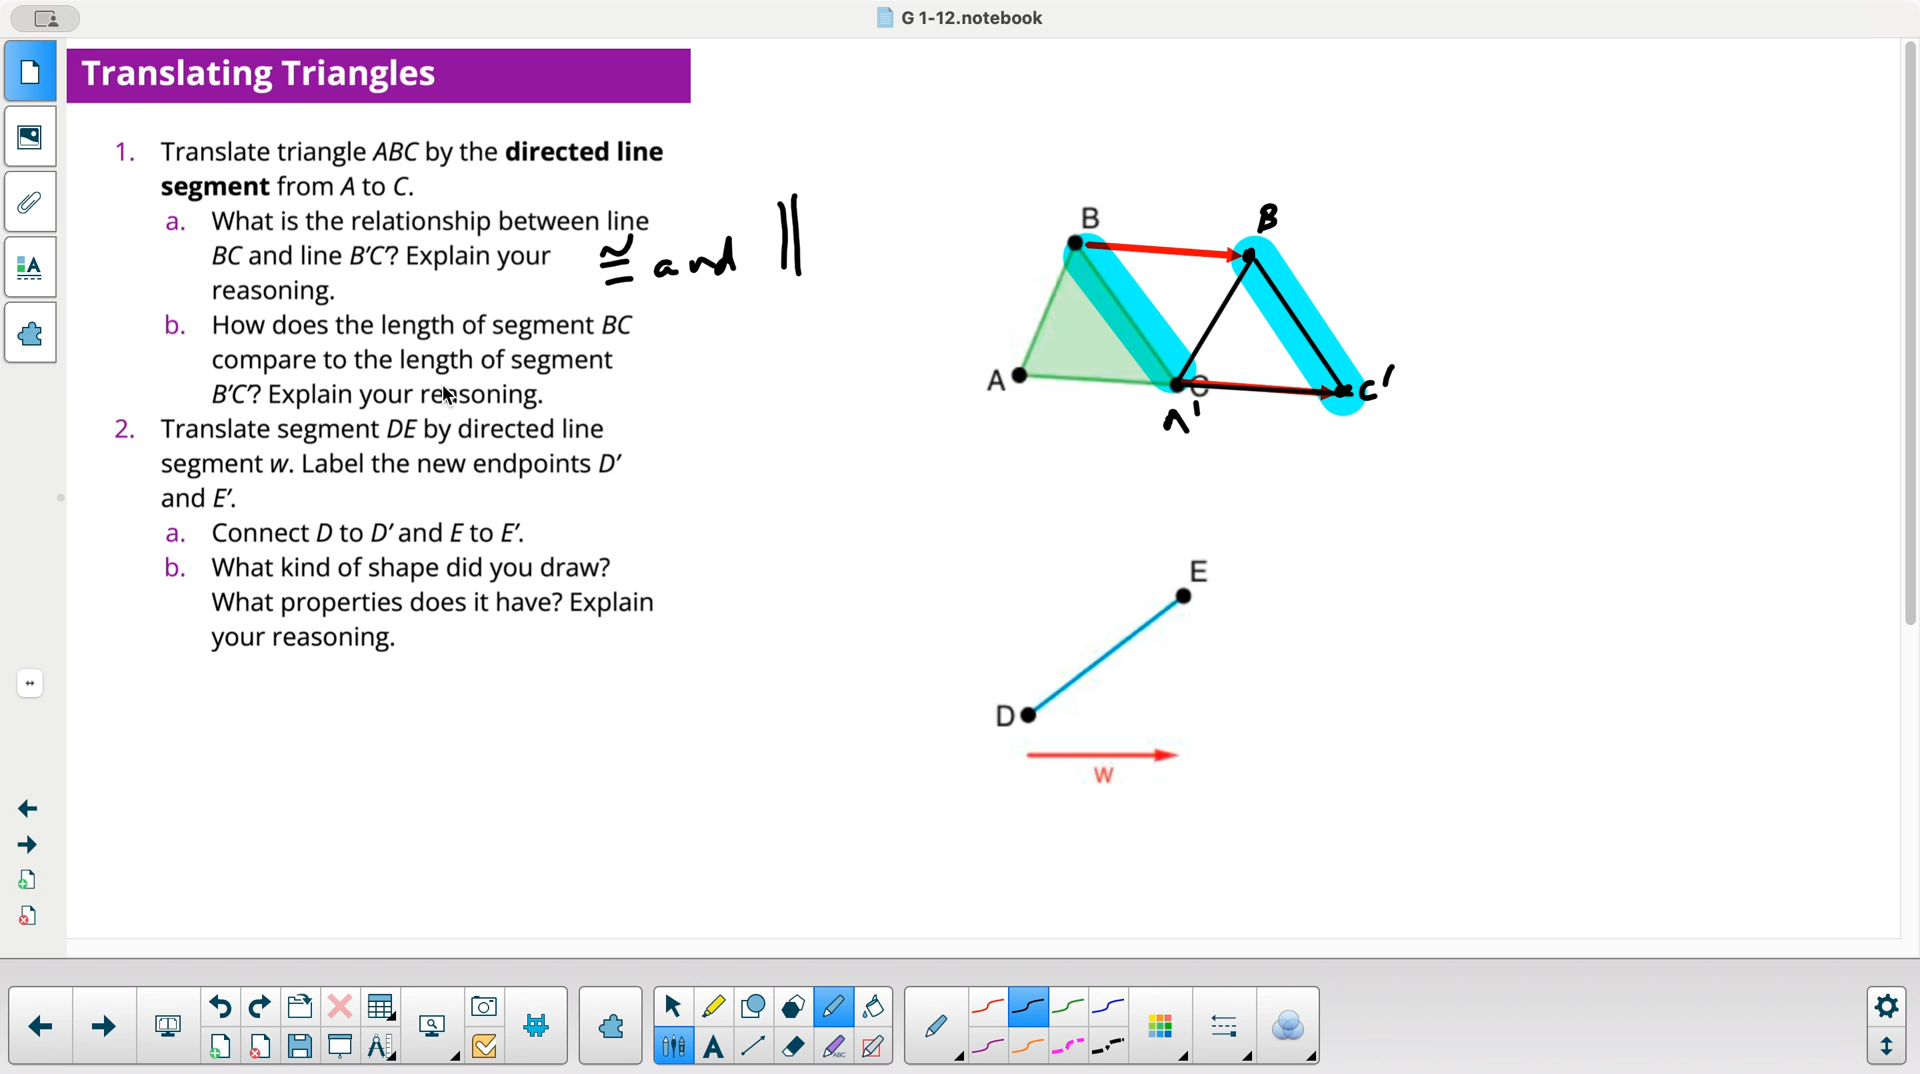 G 1-12.notebook
Translating Triangles
1. Translate triangle ABC by the directed line
segment from A to C.
a. What is the relationship between line
BC and line B′C′? Explain your
reasoning.
≅ and ||
b. How does the length of segment BC
compare to the length of segment
B′C′? Explain your reasoning.
2. Translate segment DE by directed line
segment w. Label the new endpoints D′
and E′.
a. Connect D to D′ and E to E′.
b. What kind of shape did you draw?
What properties does it have? Explain
your reasoning.
B
B
A
C
C'
A'
E
D
w